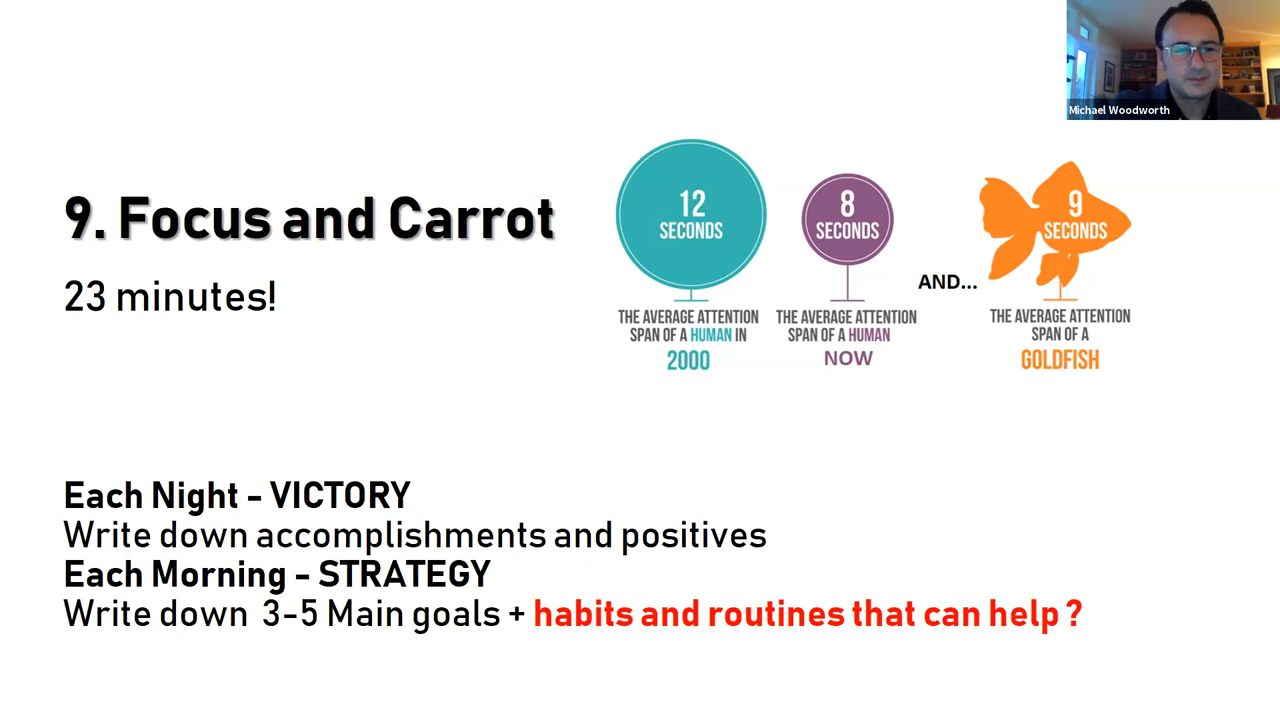 Michael Woodworth
9. Focus and Carrot
23 minutes!
12
SECONDS
THE AVERAGE ATTENTION
SPAN OF A HUMAN IN
2000
8
SECONDS
THE AVERAGE ATTENTION
SPAN OF A HUMAN
NOW
AND...
9
SECONDS
THE AVERAGE ATTENTION
SPAN OF A
GOLDFISH
Each Night - VICTORY
Write down accomplishments and positives
Each Morning - STRATEGY
Write down 3-5 Main goals + habits and routines that can help ?